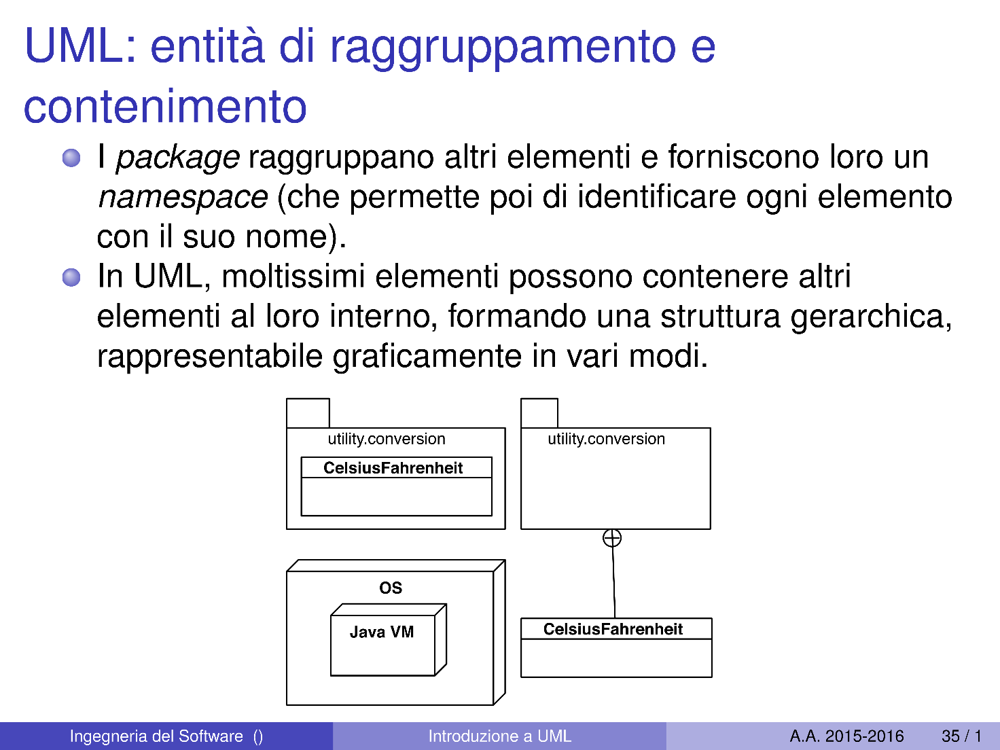 UML: entità di raggruppamento e
contenimento
I package raggruppano altri elementi e forniscono loro un
namespace (che permette poi di identificare ogni elemento
con il suo nome).
In UML, moltissimi elementi possono contenere altri
elementi al loro interno, formando una struttura gerarchica,
rappresentabile graficamente in vari modi.
utility.conversion
CelsiusFahrenheit
utility.conversion
OS
Java VM
CelsiusFahrenheit
Ingegneria del Software ()
Introduzione a UML
A.A. 2015-2016
35 / 1